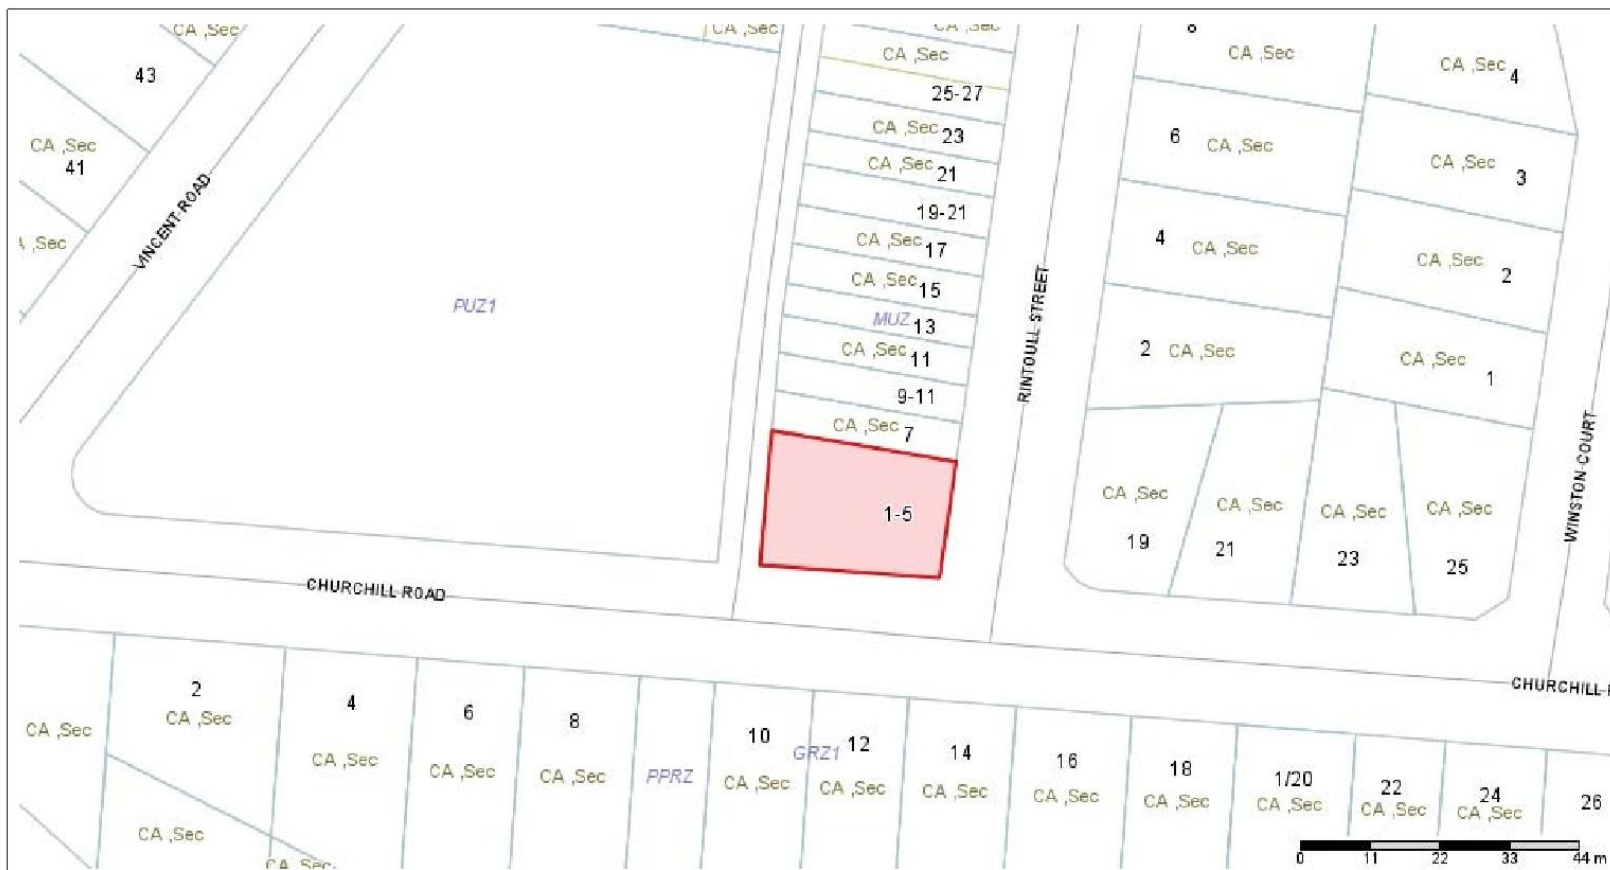 CA ,Sec
43
CA ,Sec
41
,Sec
VINCENT ROAD
CA ,Sec
PUZ1
CA ,Sec
CA ,Sec
25-27
CA ,Sec 23
CA ,Sec 21
19-21
CA ,Sec 17
CA ,Sec 15
MUZ 13
CA ,Sec 11
9-11
CA ,Sec 7
1-5
RINTOULL STREET
8
CA ,Sec
6 CA ,Sec
4 CA ,Sec
2 CA ,Sec
CA ,Sec 4
CA ,Sec 3
CA ,Sec 2
CA ,Sec 1
WINSTON COURT
CA ,Sec
19
CA ,Sec
21
CA ,Sec
23
CA ,Sec
25
CHURCHILL ROAD
CHURCHILL
CA ,Sec
2
CA ,Sec
CA ,Sec
CA ,Sec
4
CA ,Sec
6
CA ,Sec
8
CA ,Sec
PPRZ
10
CA ,Sec
GRZ1
12
CA ,Sec
14
CA ,Sec
16
CA ,Sec
18
CA ,Sec
1/20
CA ,Sec
22
CA ,Sec
24
CA ,Sec
26
0 11 22 33 44 m